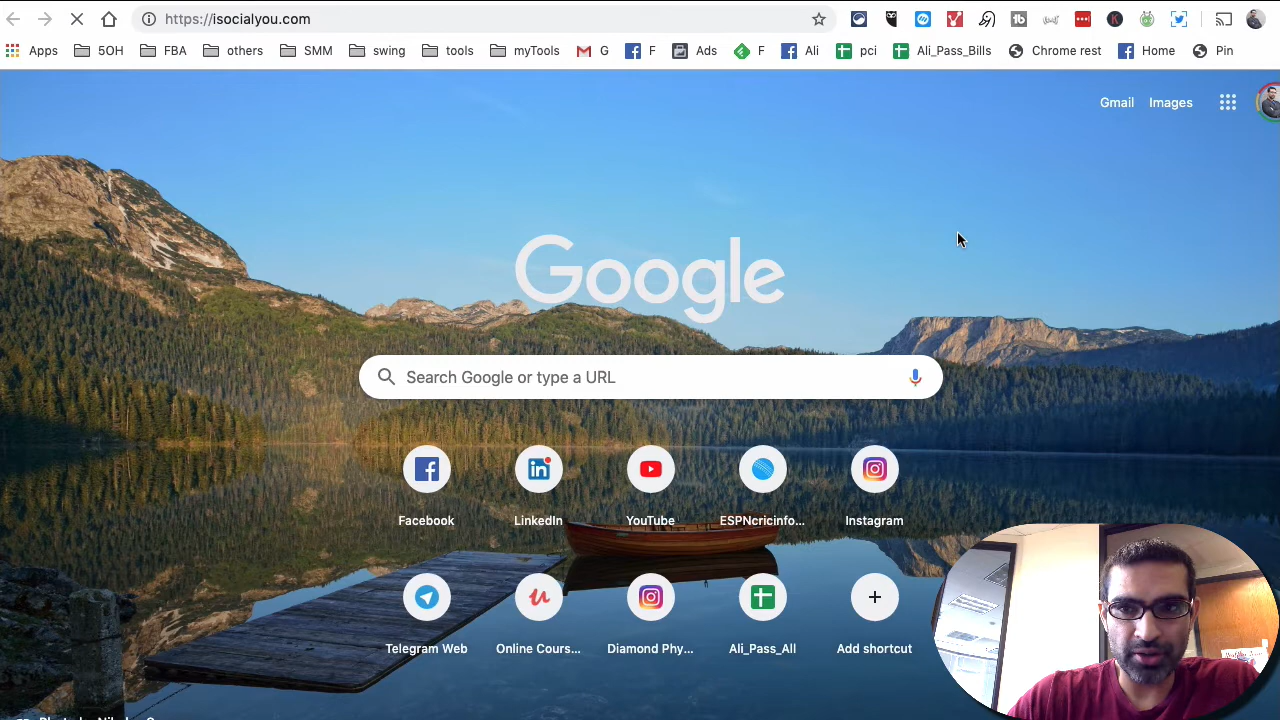 https://isocialyou.com
Apps 5OH FBA others SMM swing tools myTools G F Ads F Ali pci Ali_Pass_Bills Chrome rest Home Pin
Gmail Images
Google
Search Google or type a URL
Facebook LinkedIn YouTube ESPNcricinfo... Instagram
Telegram Web Online Cours... Diamond Phy... Ali_Pass_All Add shortcut